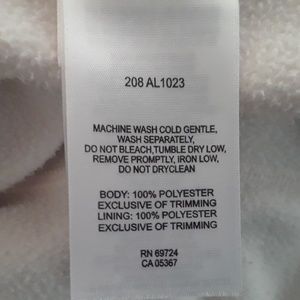 208 AL1023
MACHINE WASH COLD GENTLE,
WASH SEPARATELY,
DO NOT BLEACH,TUMBLE DRY LOW,
REMOVE PROMPTLY, IRON LOW,
DO NOT DRYCLEAN
BODY: 100% POLYESTER
EXCLUSIVE OF TRIMMING
LINING: 100% POLYESTER
EXCLUSIVE OF TRIMMING
RN 69724
CA 05367